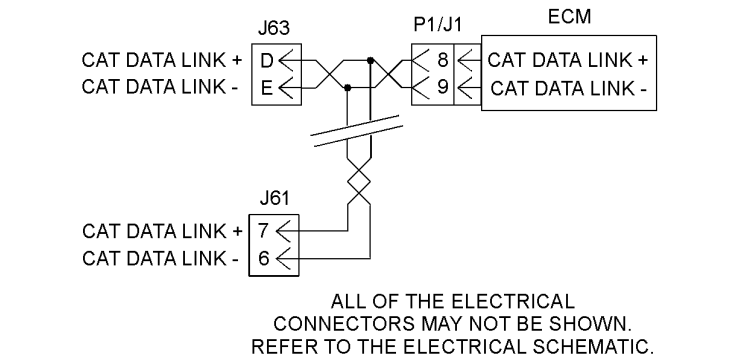 J63 P1/J1 ECM
CAT DATA LINK + D 8 CAT DATA LINK +
CAT DATA LINK - E 9 CAT DATA LINK -
J61
CAT DATA LINK + 7
CAT DATA LINK - 6
ALL OF THE ELECTRICAL
CONNECTORS MAY NOT BE SHOWN.
REFER TO THE ELECTRICAL SCHEMATIC.